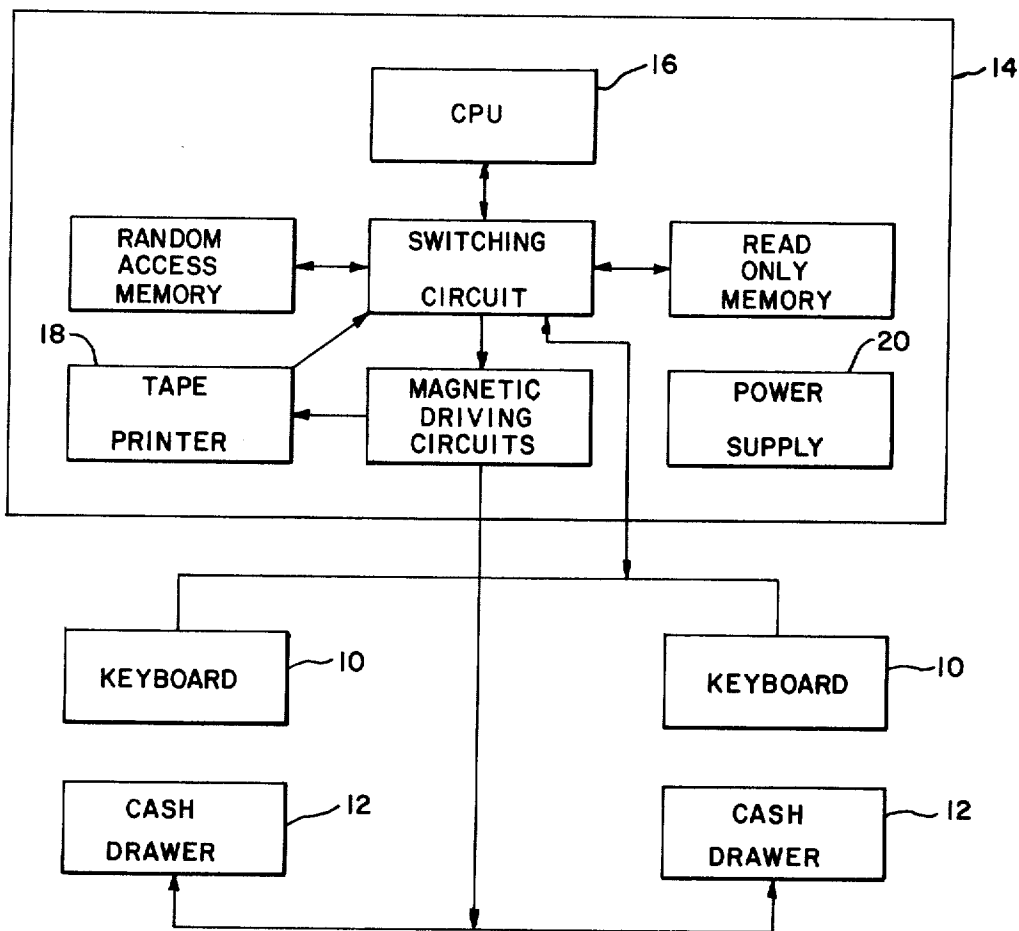 16
14
CPU
RANDOM
ACCESS
MEMORY
SWITCHING
CIRCUIT
READ
ONLY
MEMORY
18
TAPE
PRINTER
MAGNETIC
DRIVING
CIRCUITS
20
POWER
SUPPLY
KEYBOARD
10
KEYBOARD
10
CASH
DRAWER
12
CASH
DRAWER
12